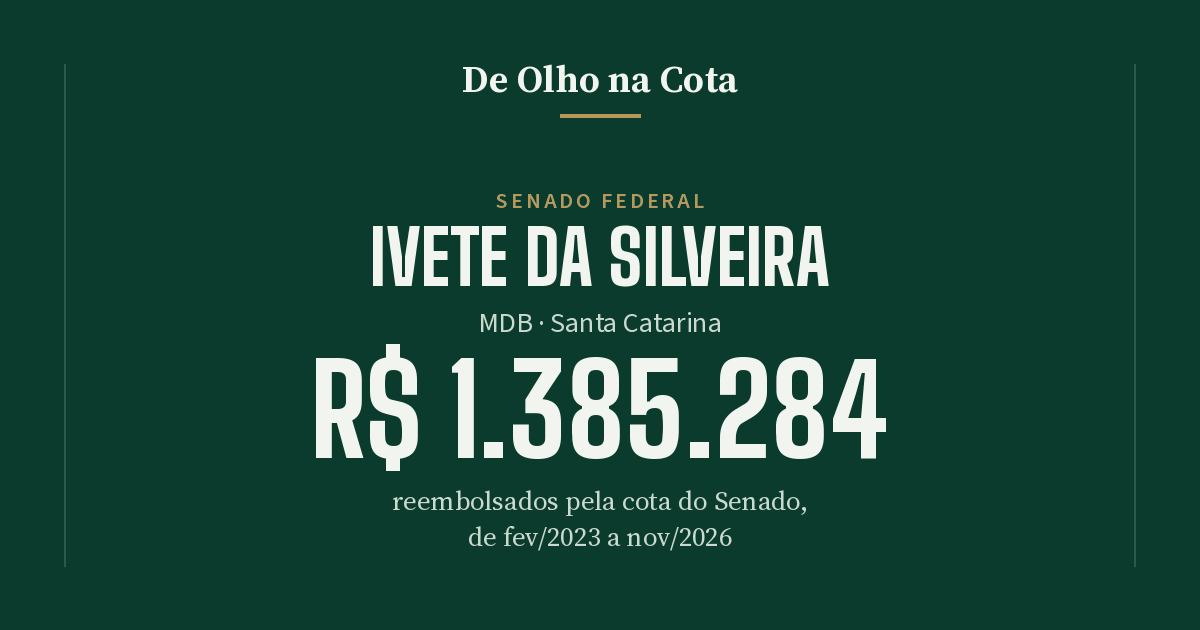 De Olho na Cota
SENADO FEDERAL
IVETE DA SILVEIRA
MDB · Santa Catarina
R$ 1.385.284
reembolsados pela cota do Senado,
de fev/2023 a nov/2026